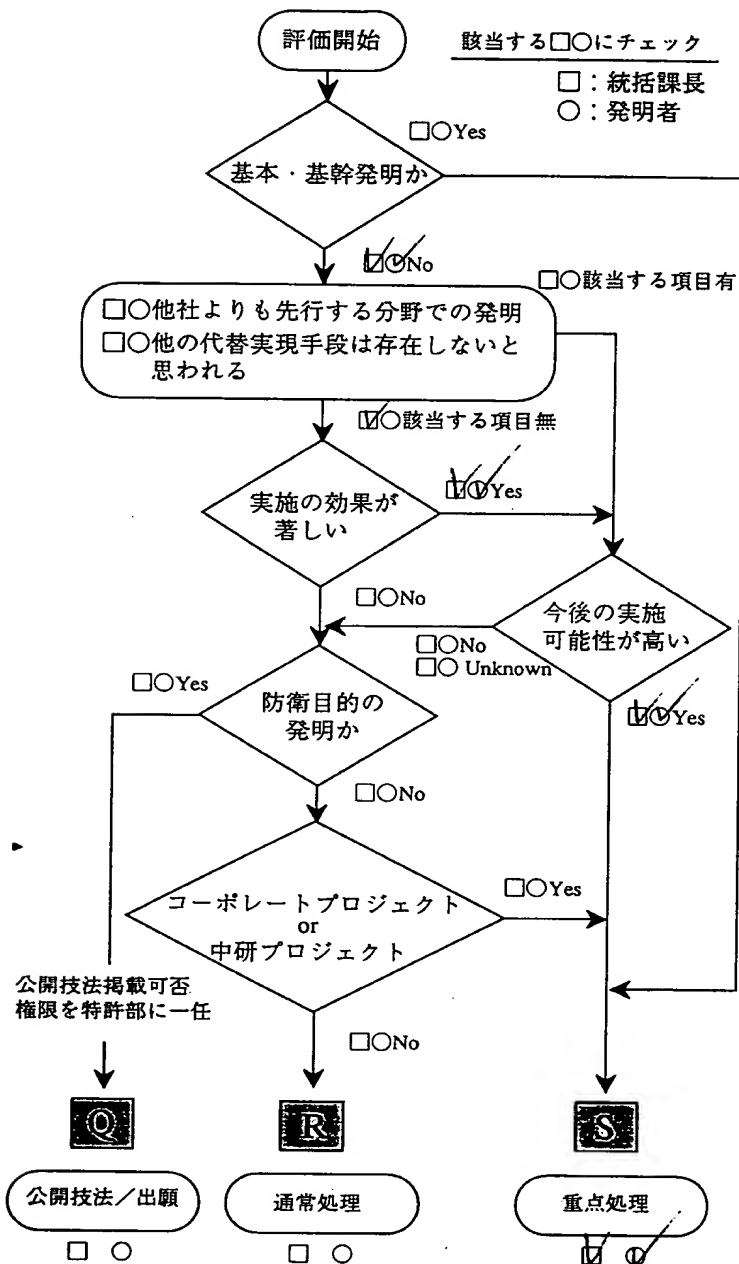 評価開始
該当する□○にチェック
□：統括課長
○：発明者
□○Yes
基本・基幹発明か
☑○No
□○該当する項目有
□○他社よりも先行する分野での発明
□○他の代替実現手段は存在しないと
思われる
☑○該当する項目無
実施の効果が
著しい
☑○Yes
□○No
今後の実施
可能性が高い
□○No
□○ Unknown
□○Yes
防衛目的の
発明か
☑○Yes
□○No
コーポレートプロジェクト
or
中研プロジェクト
□○Yes
公開技法掲載可否
権限を特許部に一任
□○No
Q
R
S
公開技法／出願
通常処理
重点処理
□ ○
□ ○
☑ ○